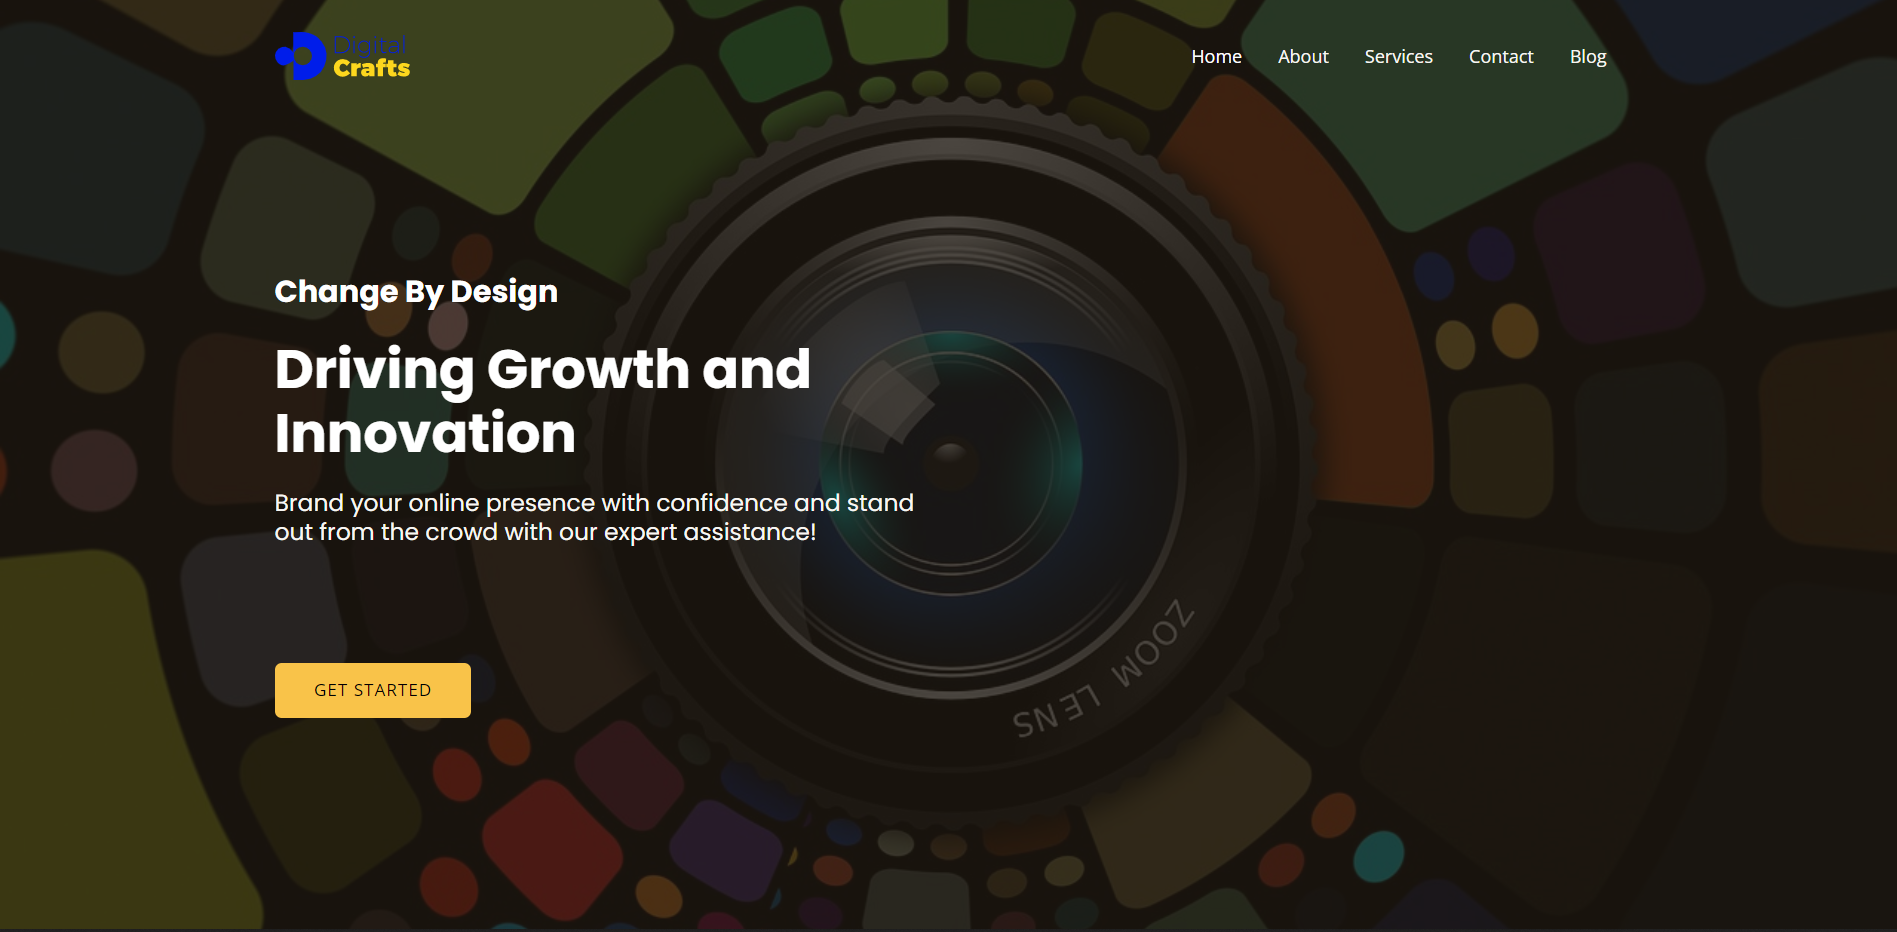 Digital
Crafts
Home About Services Contact Blog
Change By Design
Driving Growth and
Innovation
Brand your online presence with confidence and stand
out from the crowd with our expert assistance!
GET STARTED
ZOOM LENS